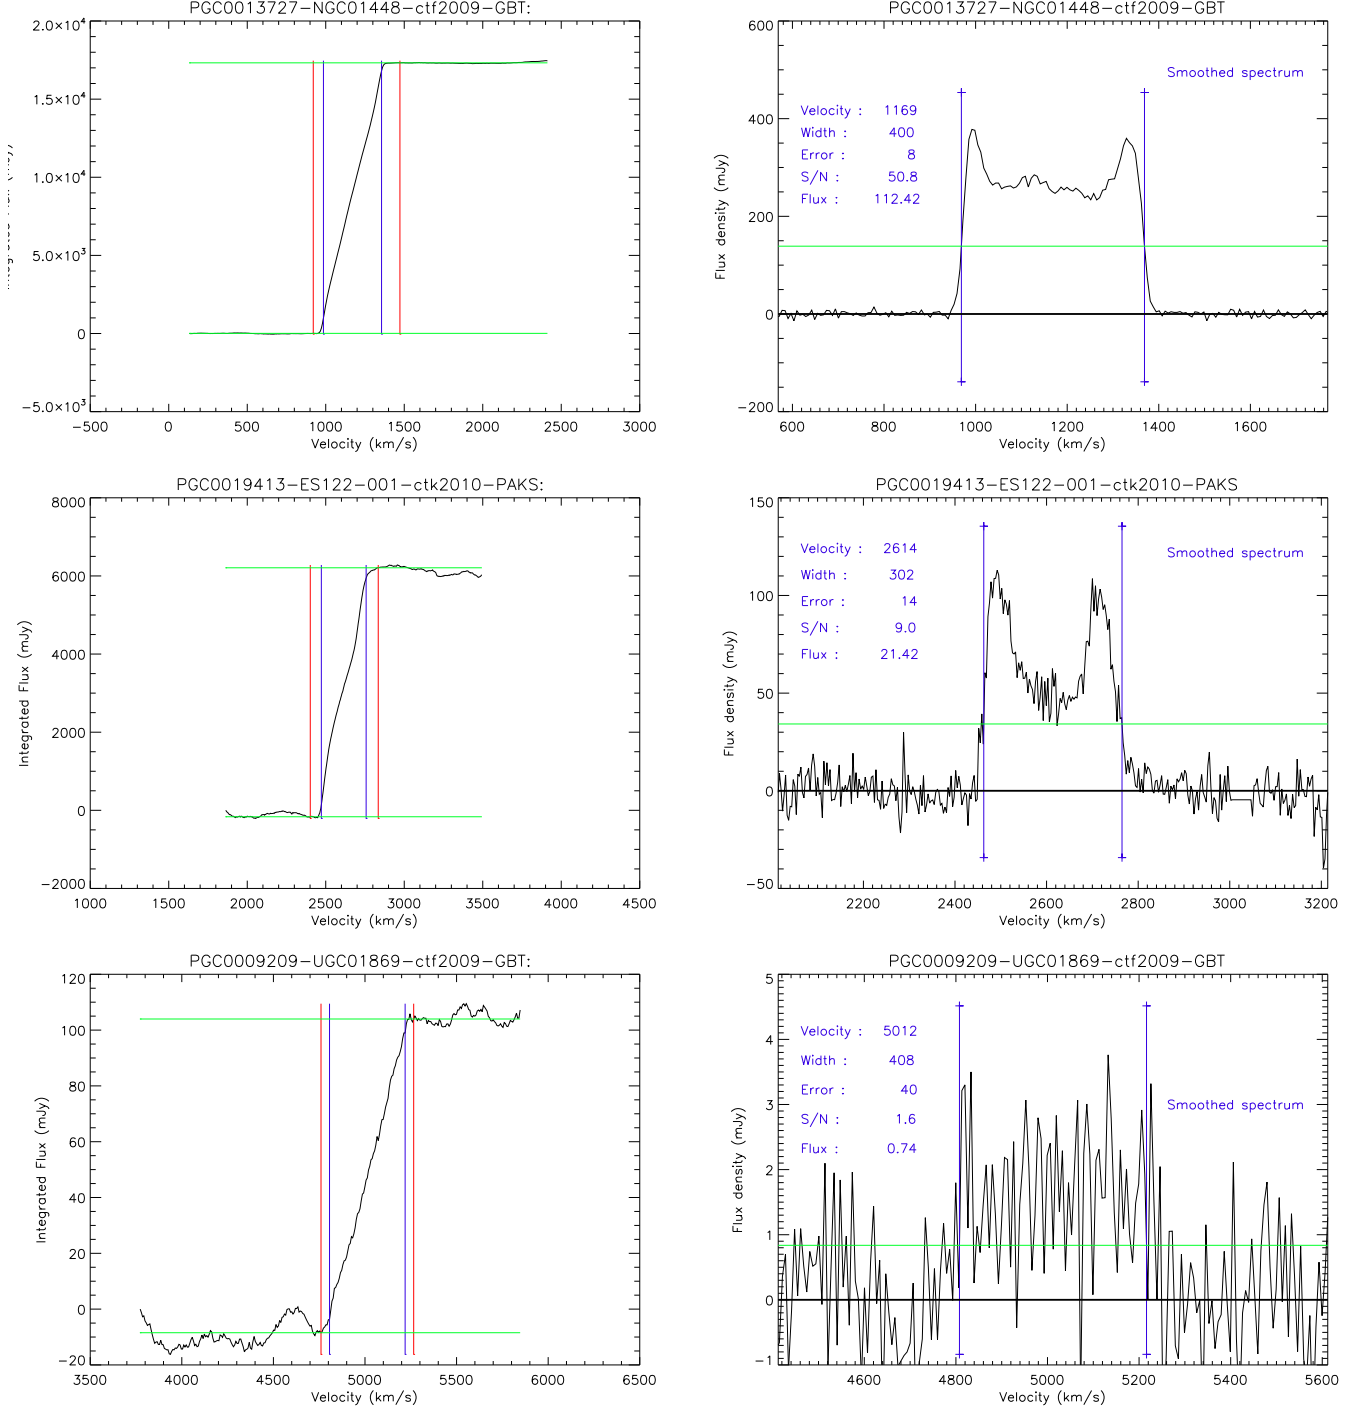 PGC0013727-NGC01448-ctf2009-GBT:
2.0×10⁴
1.5×10⁴
1.0×10⁴
5.0×10³
0
-5.0×10³
-500 0 500 1000 1500 2000 2500 3000
Velocity (km/s)
PGC0013727-NGC01448-ctf2009-GBT
Smoothed spectrum
Velocity : 1169
Width : 400
Error : 8
S/N : 50.8
Flux : 112.42
Flux density (mJy)
600
400
200
0
-200
600 800 1000 1200 1400 1600
Velocity (km/s)
PGC0019413-ES122-001-ctk2010-PAKS:
Integrated Flux (mJy)
8000
6000
4000
2000
0
-2000
1000 1500 2000 2500 3000 3500 4000 4500
Velocity (km/s)
PGC0019413-ES122-001-ctk2010-PAKS
Smoothed spectrum
Velocity : 2614
Width : 302
Error : 14
S/N : 9.0
Flux : 21.42
Flux density (mJy)
150
100
50
0
-50
2200 2400 2600 2800 3000 3200
Velocity (km/s)
PGC0009209-UGC01869-ctf2009-GBT:
Integrated Flux (mJy)
120
100
80
60
40
20
0
-20
3500 4000 4500 5000 5500 6000 6500
Velocity (km/s)
PGC0009209-UGC01869-ctf2009-GBT
Velocity : 5012
Width : 408
Error : 40
S/N : 1.6
Flux : 0.74
Smoothed spectrum
Flux density (mJy)
5
4
3
2
1
0
-1
4600 4800 5000 5200 5400 5600
Velocity (km/s)